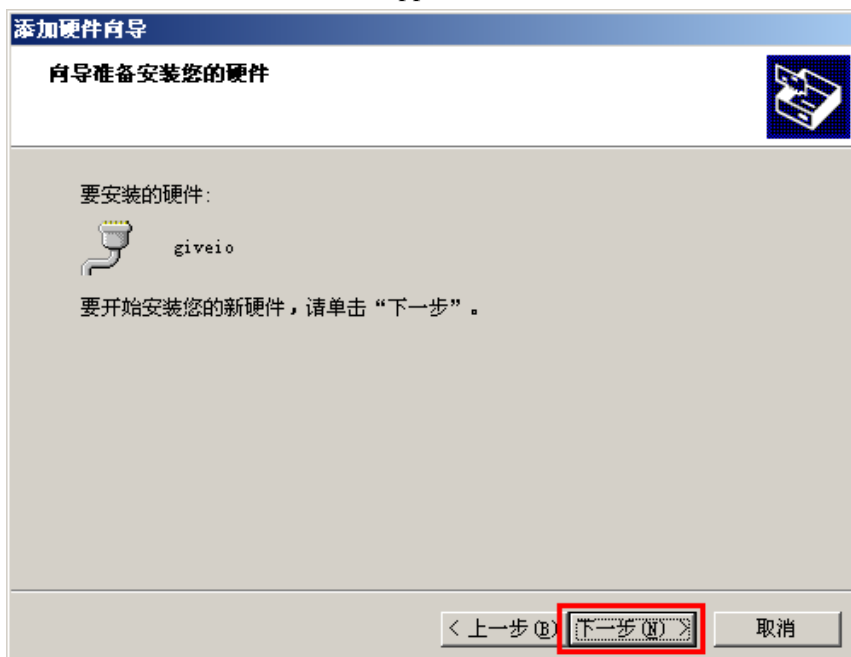 添加硬件向导
向导准备安装您的硬件
要安装的硬件:
giveio
要开始安装您的新硬件，请单击“下一步”。
< 上一步(B) 下一步(N) > 取消